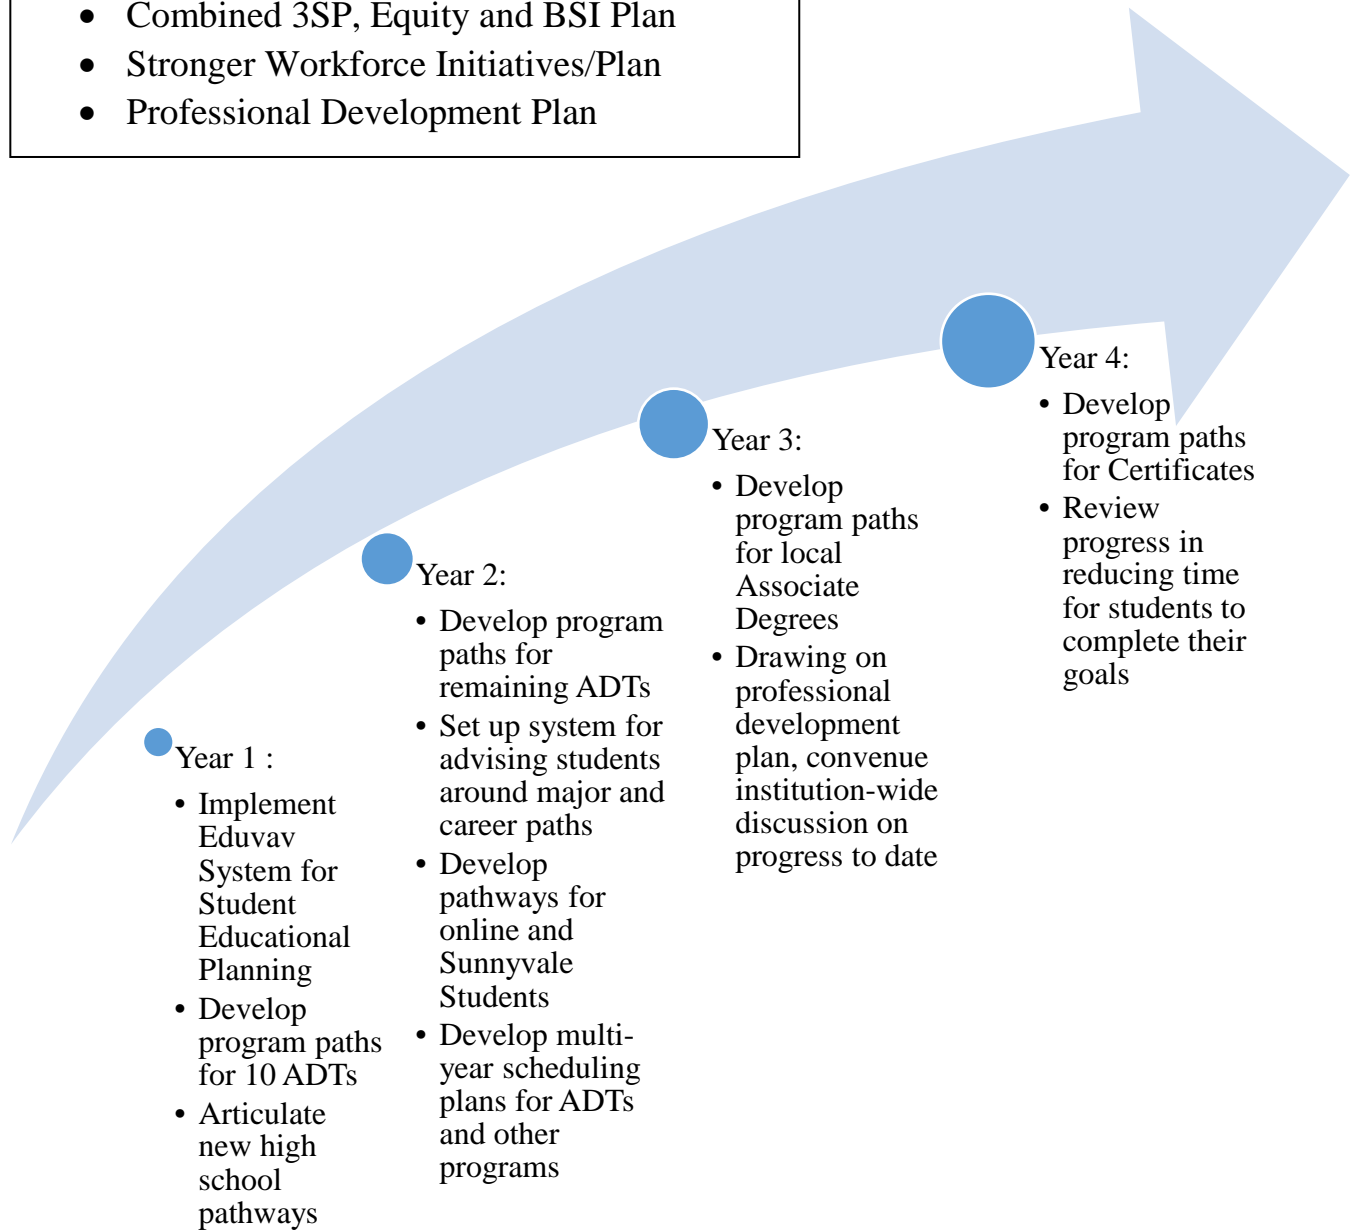 • Combined 3SP, Equity and BSI Plan
• Stronger Workforce Initiatives/Plan
• Professional Development Plan
Year 1 :
• Implement
Eduvav
System for
Student
Educational
Planning
• Develop
program paths
for 10 ADTs
• Articulate
new high
school
pathways
Year 2:
• Develop program
paths for
remaining ADTs
• Set up system for
advising students
around major and
career paths
• Develop
pathways for
online and
Sunnyvale
Students
• Develop multi-
year scheduling
plans for ADTs
and other
programs
Year 3:
• Develop
program paths
for local
Associate
Degrees
• Drawing on
professional
development
plan, convenue
institution-wide
discussion on
progress to date
Year 4:
• Develop
program paths
for Certificates
• Review
progress in
reducing time
for students to
complete their
goals